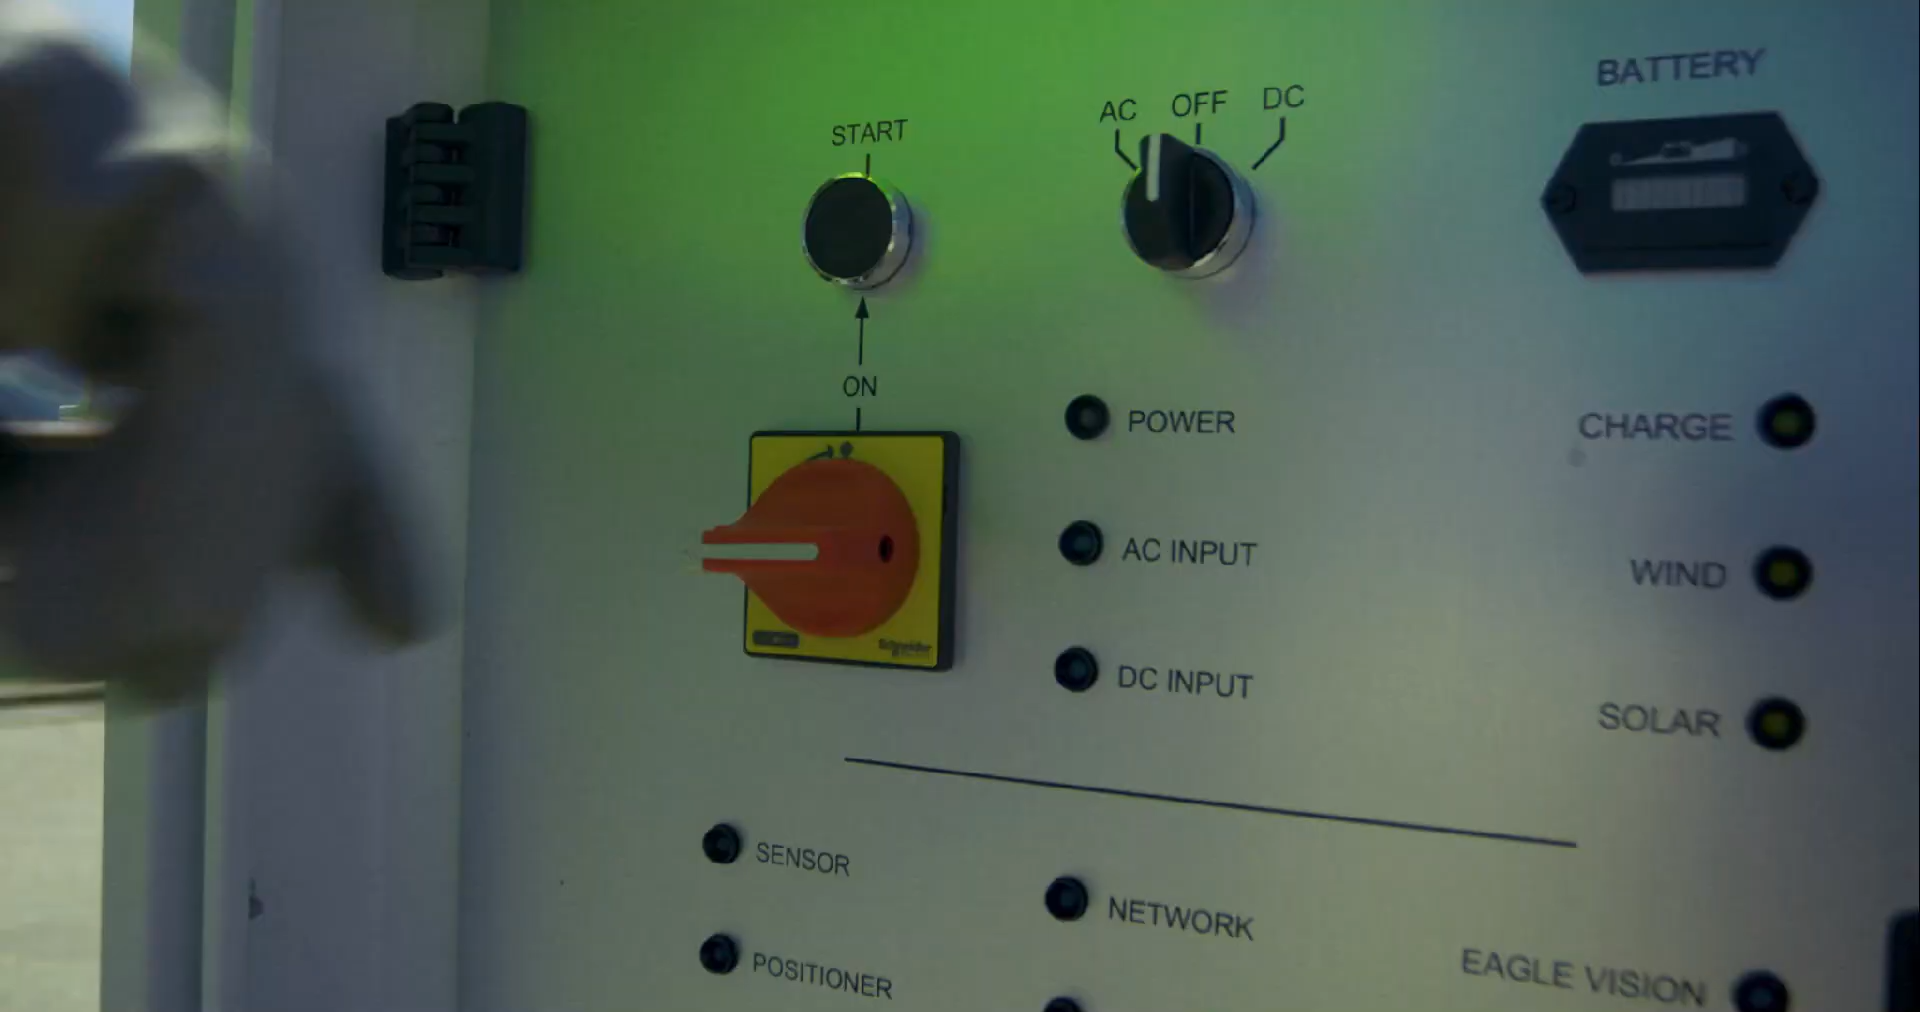 BATTERY
AC OFF DC
START
ON
POWER
CHARGE
AC INPUT
WIND
Schneider
DC INPUT
SOLAR
SENSOR
NETWORK
POSITIONER
EAGLE VISION